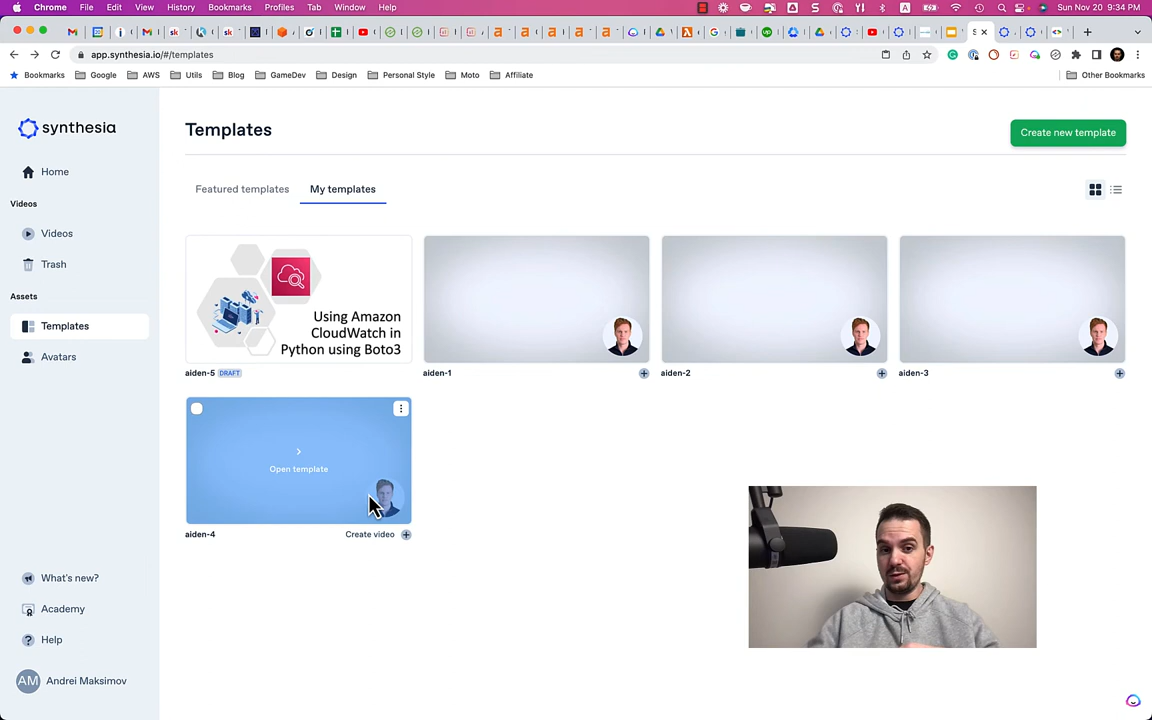 Chrome File Edit View History Bookmarks Profiles Tab Window Help Sun Nov 20 9:34 PM
app.synthesia.io/#/templates
Bookmarks Google AWS Utils Blog GameDev Design Personal Style Moto Affiliate Other Bookmarks
synthesia
Home
Videos
Videos
Trash
Assets
Templates
Avatars
What's new?
Academy
Help
AM Andrei Maksimov
Templates
Create new template
Featured templates My templates
Using Amazon
CloudWatch in
Python using Boto3
aiden-5 DRAFT
aiden-1
aiden-2
aiden-3
Open template
aiden-4 Create video